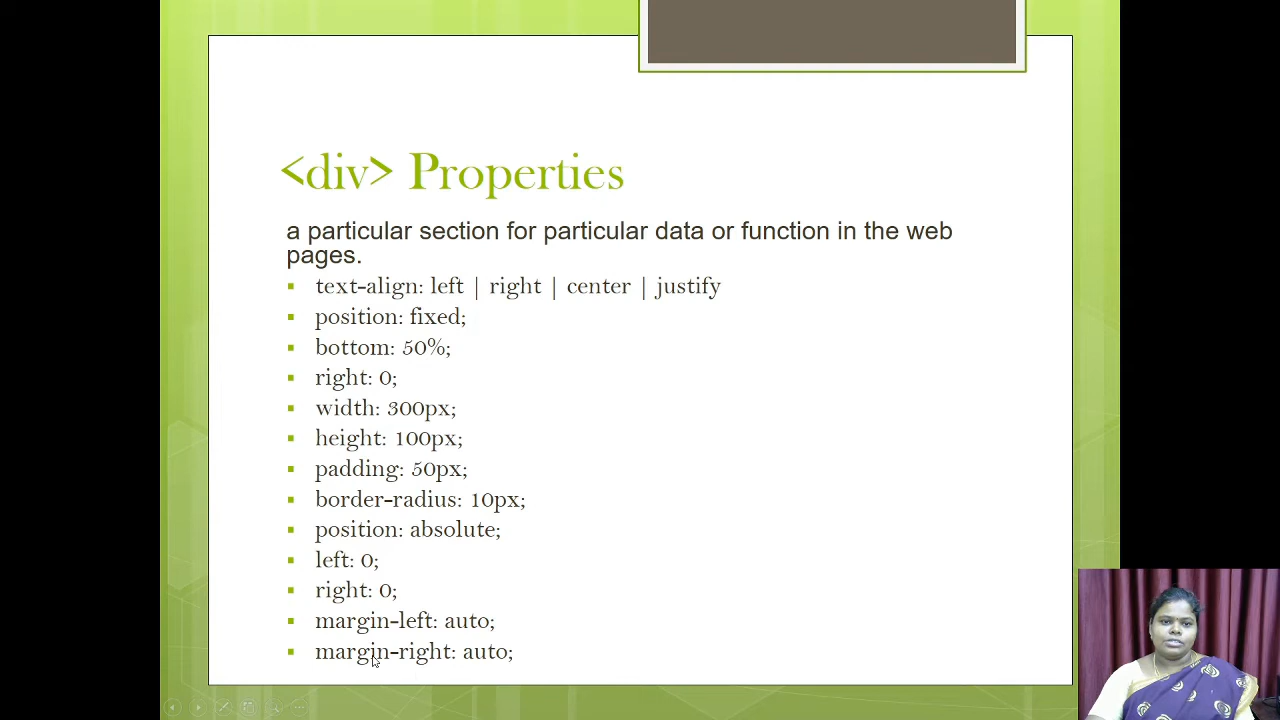 <div> Properties
a particular section for particular data or function in the web
pages.
▪ text-align: left | right | center | justify
▪ position: fixed;
▪ bottom: 50%;
▪ right: 0;
▪ width: 300px;
▪ height: 100px;
▪ padding: 50px;
▪ border-radius: 10px;
▪ position: absolute;
▪ left: 0;
▪ right: 0;
▪ margin-left: auto;
▪ margin-right: auto;